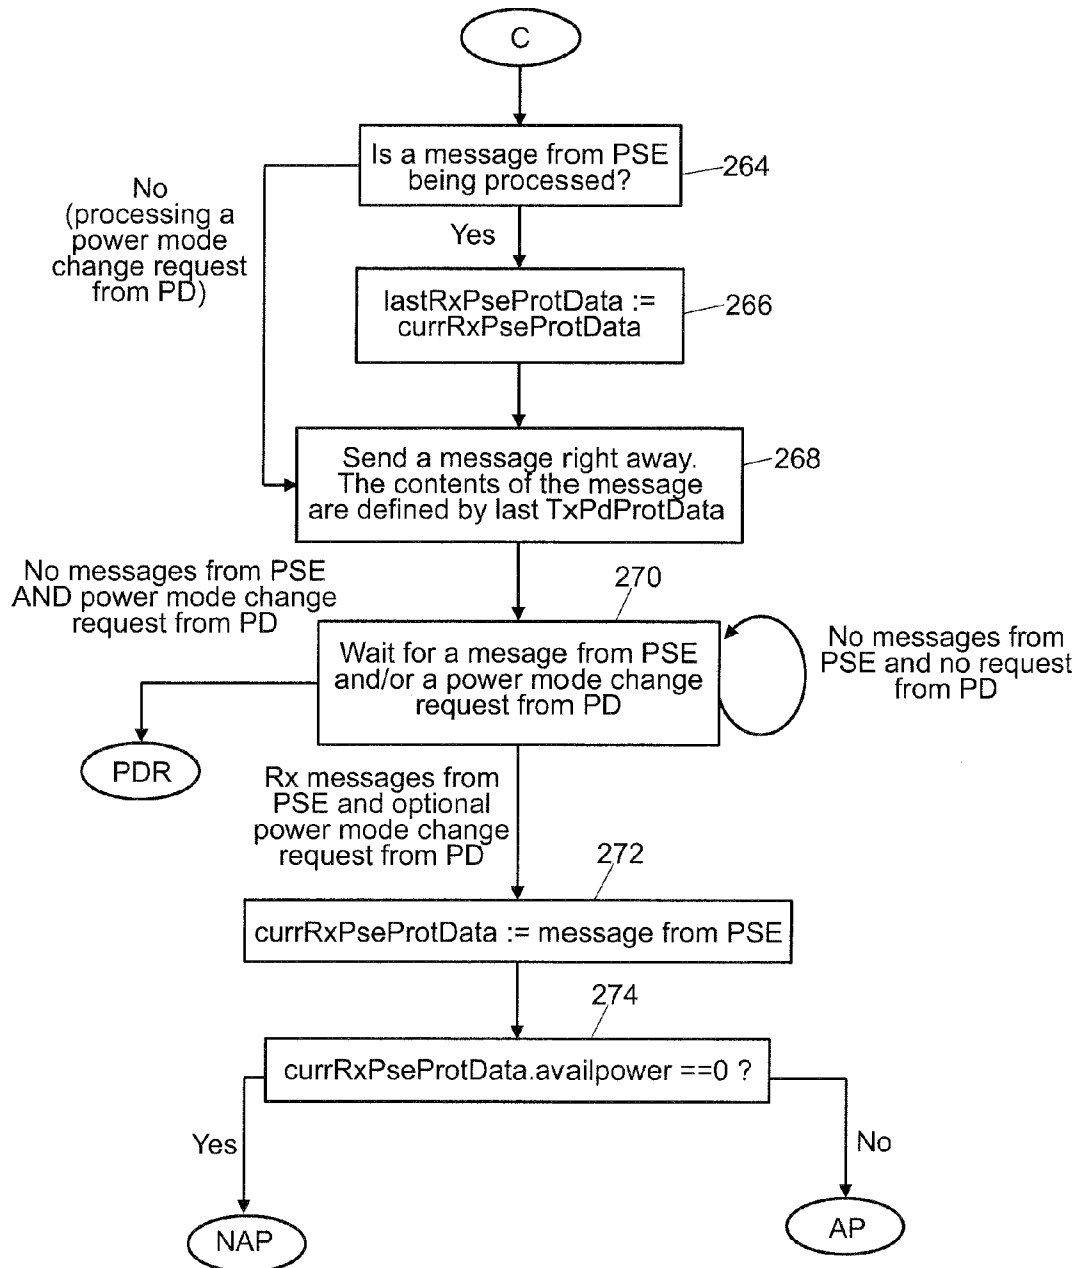 C
Is a message from PSE
being processed?
264
No
(processing a
power mode
change request
from PD)
Yes
lastRxPseProtData :=
currRxPseProtData
266
Send a message right away.
The contents of the message
are defined by last TxPdProtData
268
No messages from PSE
AND power mode change
request from PD
270
Wait for a mesage from PSE
and/or a power mode change
request from PD
No messages from
PSE and no request
from PD
PDR
Rx messages from
PSE and optional
power mode change
request from PD
272
currRxPseProtData := message from PSE
274
currRxPseProtData.availpower ==0 ?
Yes
No
NAP
AP